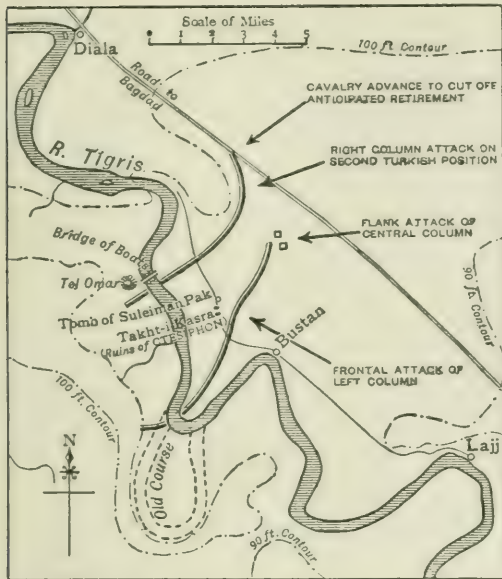 Scale of Miles
0 1 2 3 4 5
Diala
100 ft. Contour
Road to
Bagdad
CAVALRY ADVANCE TO CUT OFF
ANTICIPATED RETIREMENT
R. Tigris
RIGHT COLUMN ATTACK ON
SECOND TURKISH POSITION
FLANK ATTACK OF
CENTRAL COLUMN
Bridge of Boats
Tel Omar
90 ft. Contour
Tomb of Suleiman Pak
Takht-i-Kasra
(Ruins of CTESIPHON)
Bustan
FRONTAL ATTACK OF
LEFT COLUMN
100 ft. Contour
Lajj
N
Old Course
90 ft. Contour